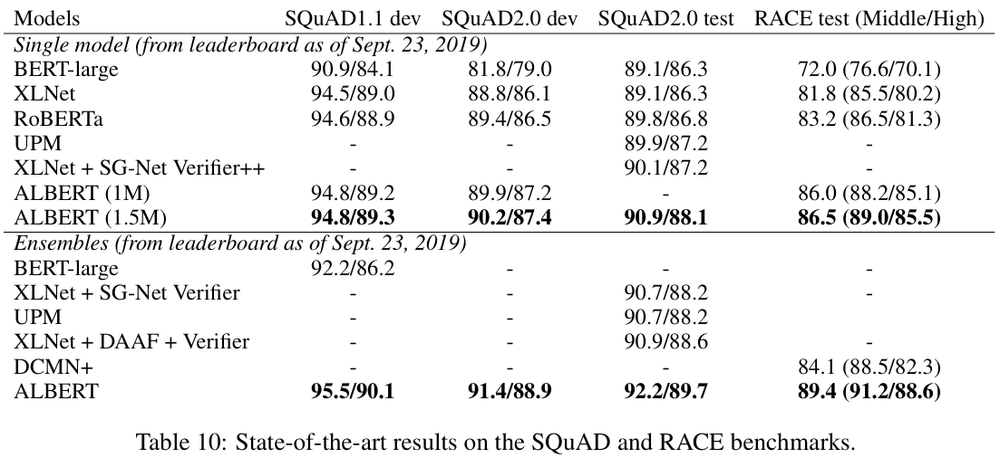 Models SQuAD1.1 dev SQuAD2.0 dev SQuAD2.0 test RACE test (Middle/High)
Single model (from leaderboard as of Sept. 23, 2019)
BERT-large 90.9/84.1 81.8/79.0 89.1/86.3 72.0 (76.6/70.1)
XLNet 94.5/89.0 88.8/86.1 89.1/86.3 81.8 (85.5/80.2)
RoBERTa 94.6/88.9 89.4/86.5 89.8/86.8 83.2 (86.5/81.3)
UPM - - 89.9/87.2 -
XLNet + SG-Net Verifier++ - - 90.1/87.2 -
ALBERT (1M) 94.8/89.2 89.9/87.2 - 86.0 (88.2/85.1)
ALBERT (1.5M) 94.8/89.3 90.2/87.4 90.9/88.1 86.5 (89.0/85.5)
Ensembles (from leaderboard as of Sept. 23, 2019)
BERT-large 92.2/86.2 - - -
XLNet + SG-Net Verifier - - 90.7/88.2 -
UPM - - 90.7/88.2
XLNet + DAAF + Verifier - - 90.9/88.6 -
DCMN+ - - - 84.1 (88.5/82.3)
ALBERT 95.5/90.1 91.4/88.9 92.2/89.7 89.4 (91.2/88.6)
Table 10: State-of-the-art results on the SQuAD and RACE benchmarks.